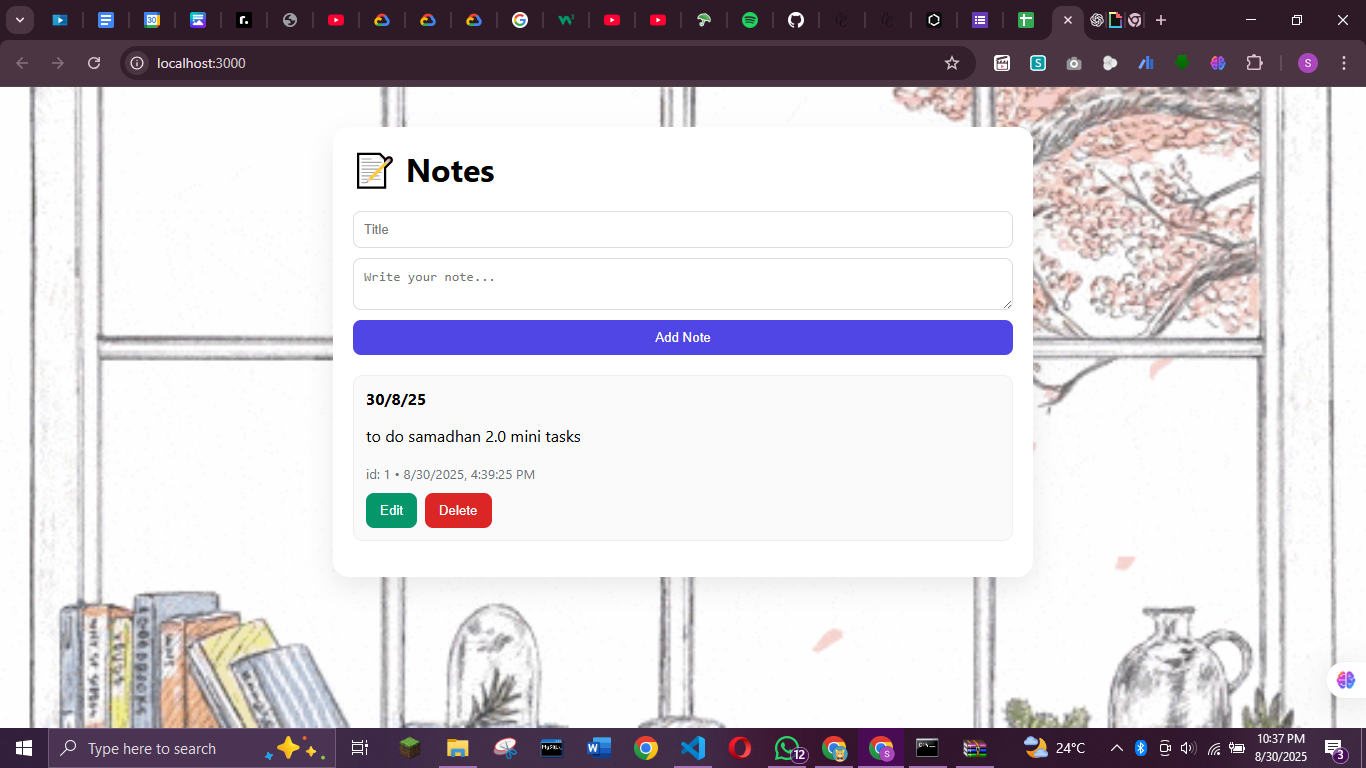 30
r.
S
localhost:3000
S
S
📝 Notes
Title
Write your note...
Add Note
30/8/25
to do samadhan 2.0 mini tasks
id: 1 • 8/30/2025, 4:39:25 PM
Edit
Delete
Type here to search
MySQL
12
S
24°C
10:37 PM
8/30/2025
3